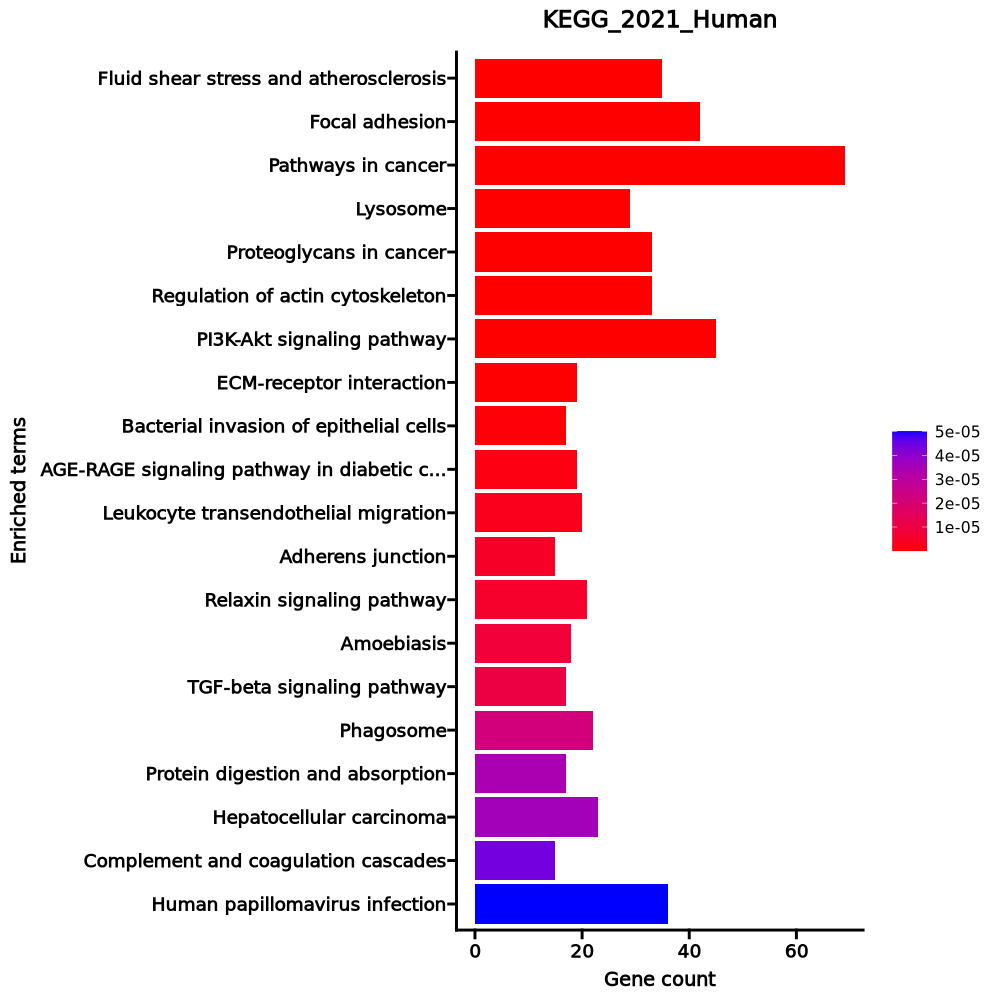 KEGG_2021_Human
Fluid shear stress and atherosclerosis
Focal adhesion
Pathways in cancer
Lysosome
Proteoglycans in cancer
Regulation of actin cytoskeleton
PI3K-Akt signaling pathway
ECM-receptor interaction
Bacterial invasion of epithelial cells
AGE-RAGE signaling pathway in diabetic c...
Leukocyte transendothelial migration
Adherens junction
Relaxin signaling pathway
Amoebiasis
TGF-beta signaling pathway
Phagosome
Protein digestion and absorption
Hepatocellular carcinoma
Complement and coagulation cascades
Human papillomavirus infection
Enriched terms
0 20 40 60
Gene count
5e-05
4e-05
3e-05
2e-05
1e-05